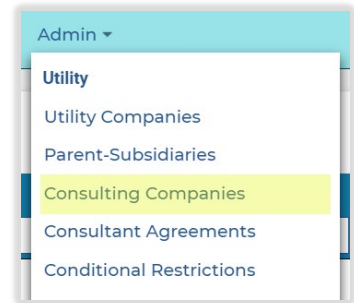 Admin
Utility
Utility Companies
Parent-Subsidiaries
Consulting Companies
Consultant Agreements
Conditional Restrictions